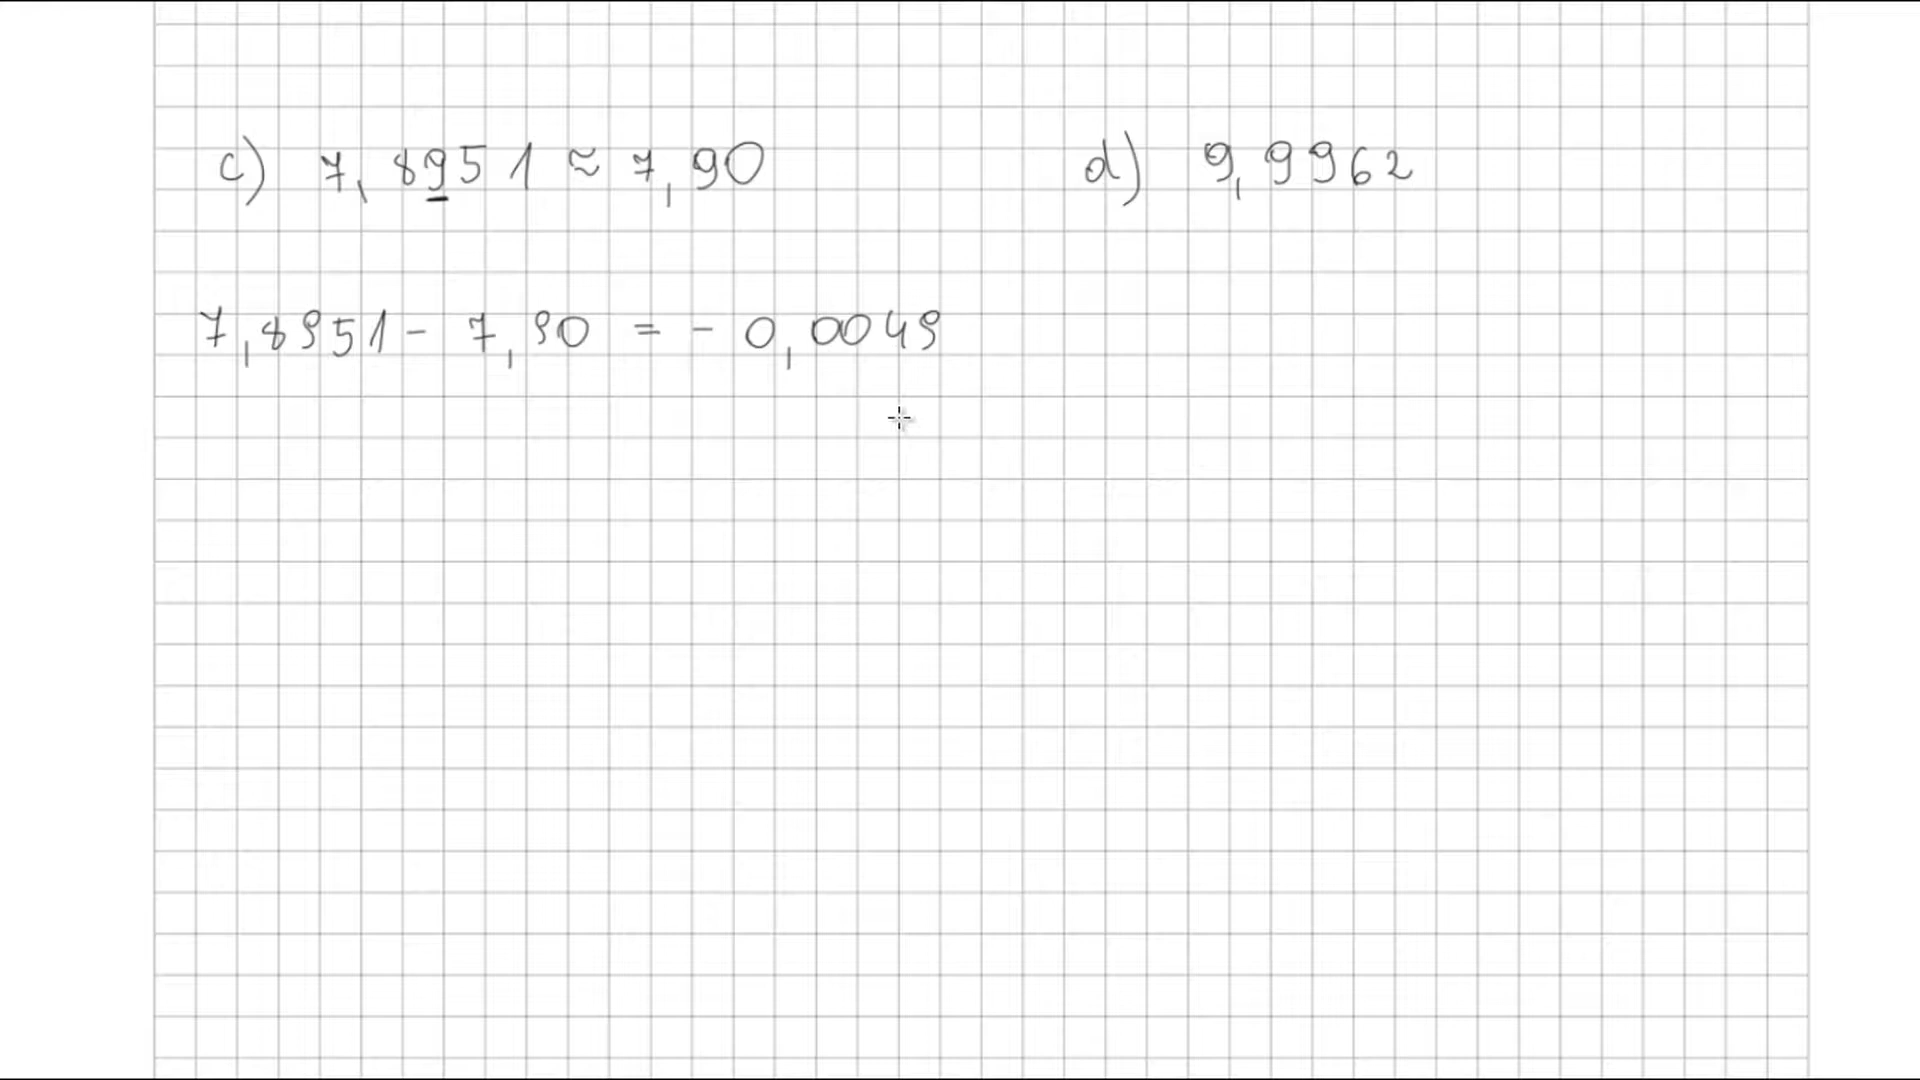 c) 7,8951 ≈ 7,90
7,8951 - 7,90 = - 0,0049
d) 9,9962